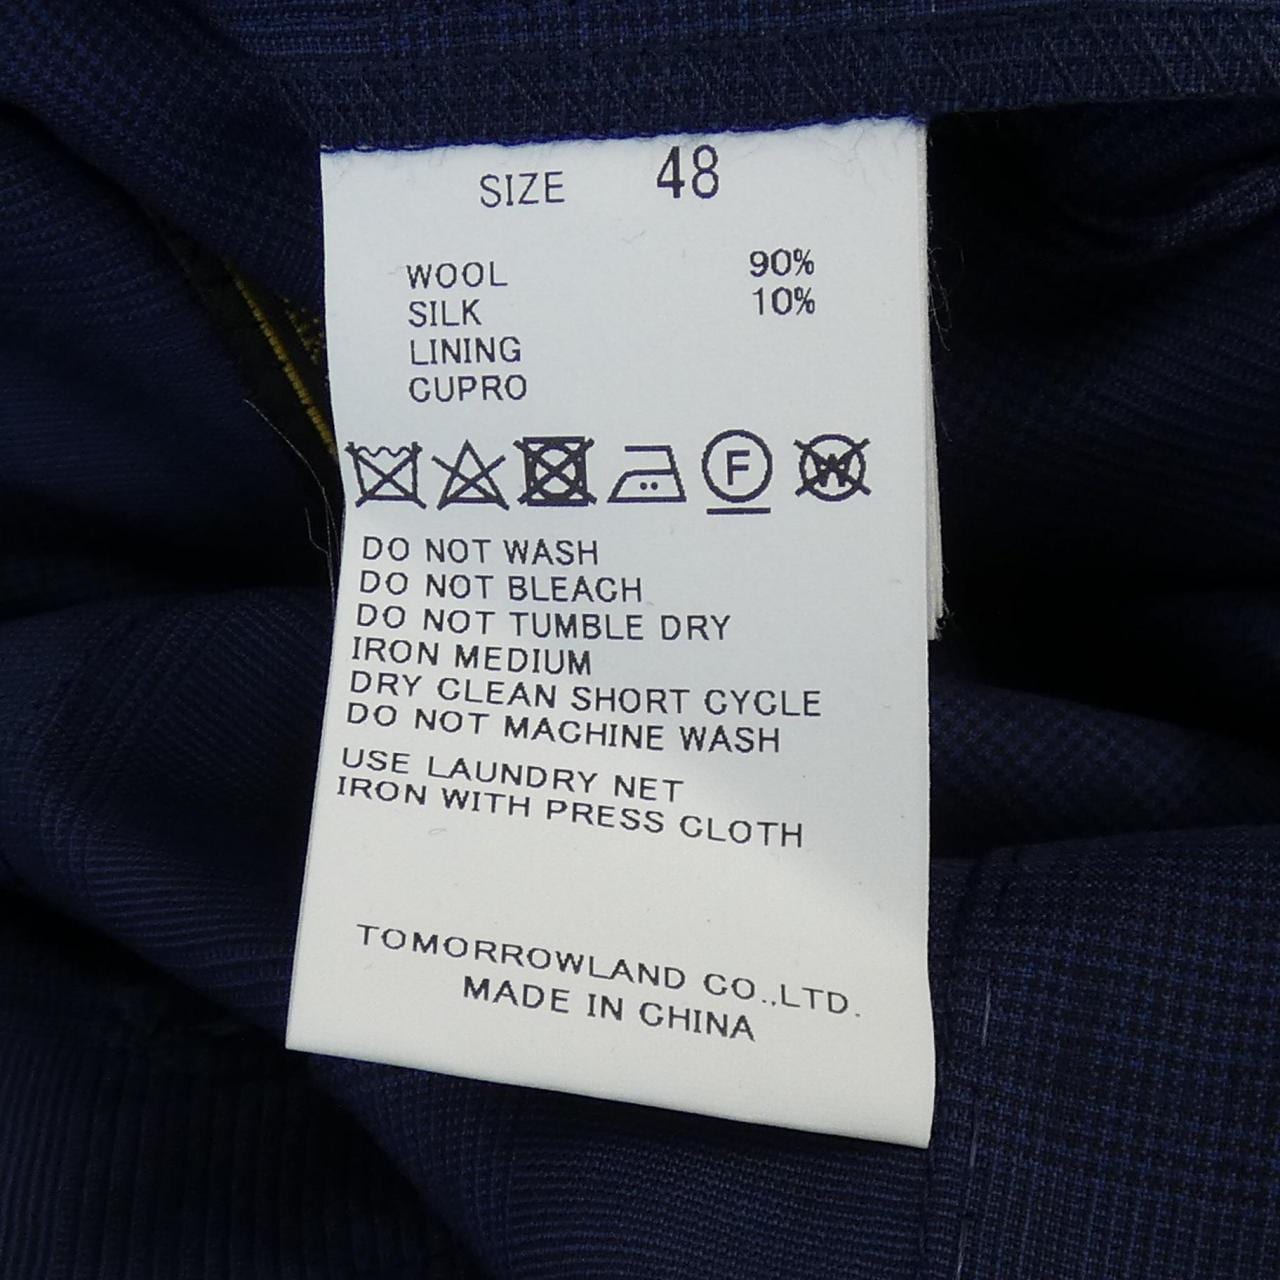 SIZE 48
WOOL 90%
SILK 10%
LINING
CUPRO
F W
DO NOT WASH
DO NOT BLEACH
DO NOT TUMBLE DRY
IRON MEDIUM
DRY CLEAN SHORT CYCLE
DO NOT MACHINE WASH
USE LAUNDRY NET
IRON WITH PRESS CLOTH
TOMORROWLAND CO.,LTD.
MADE IN CHINA